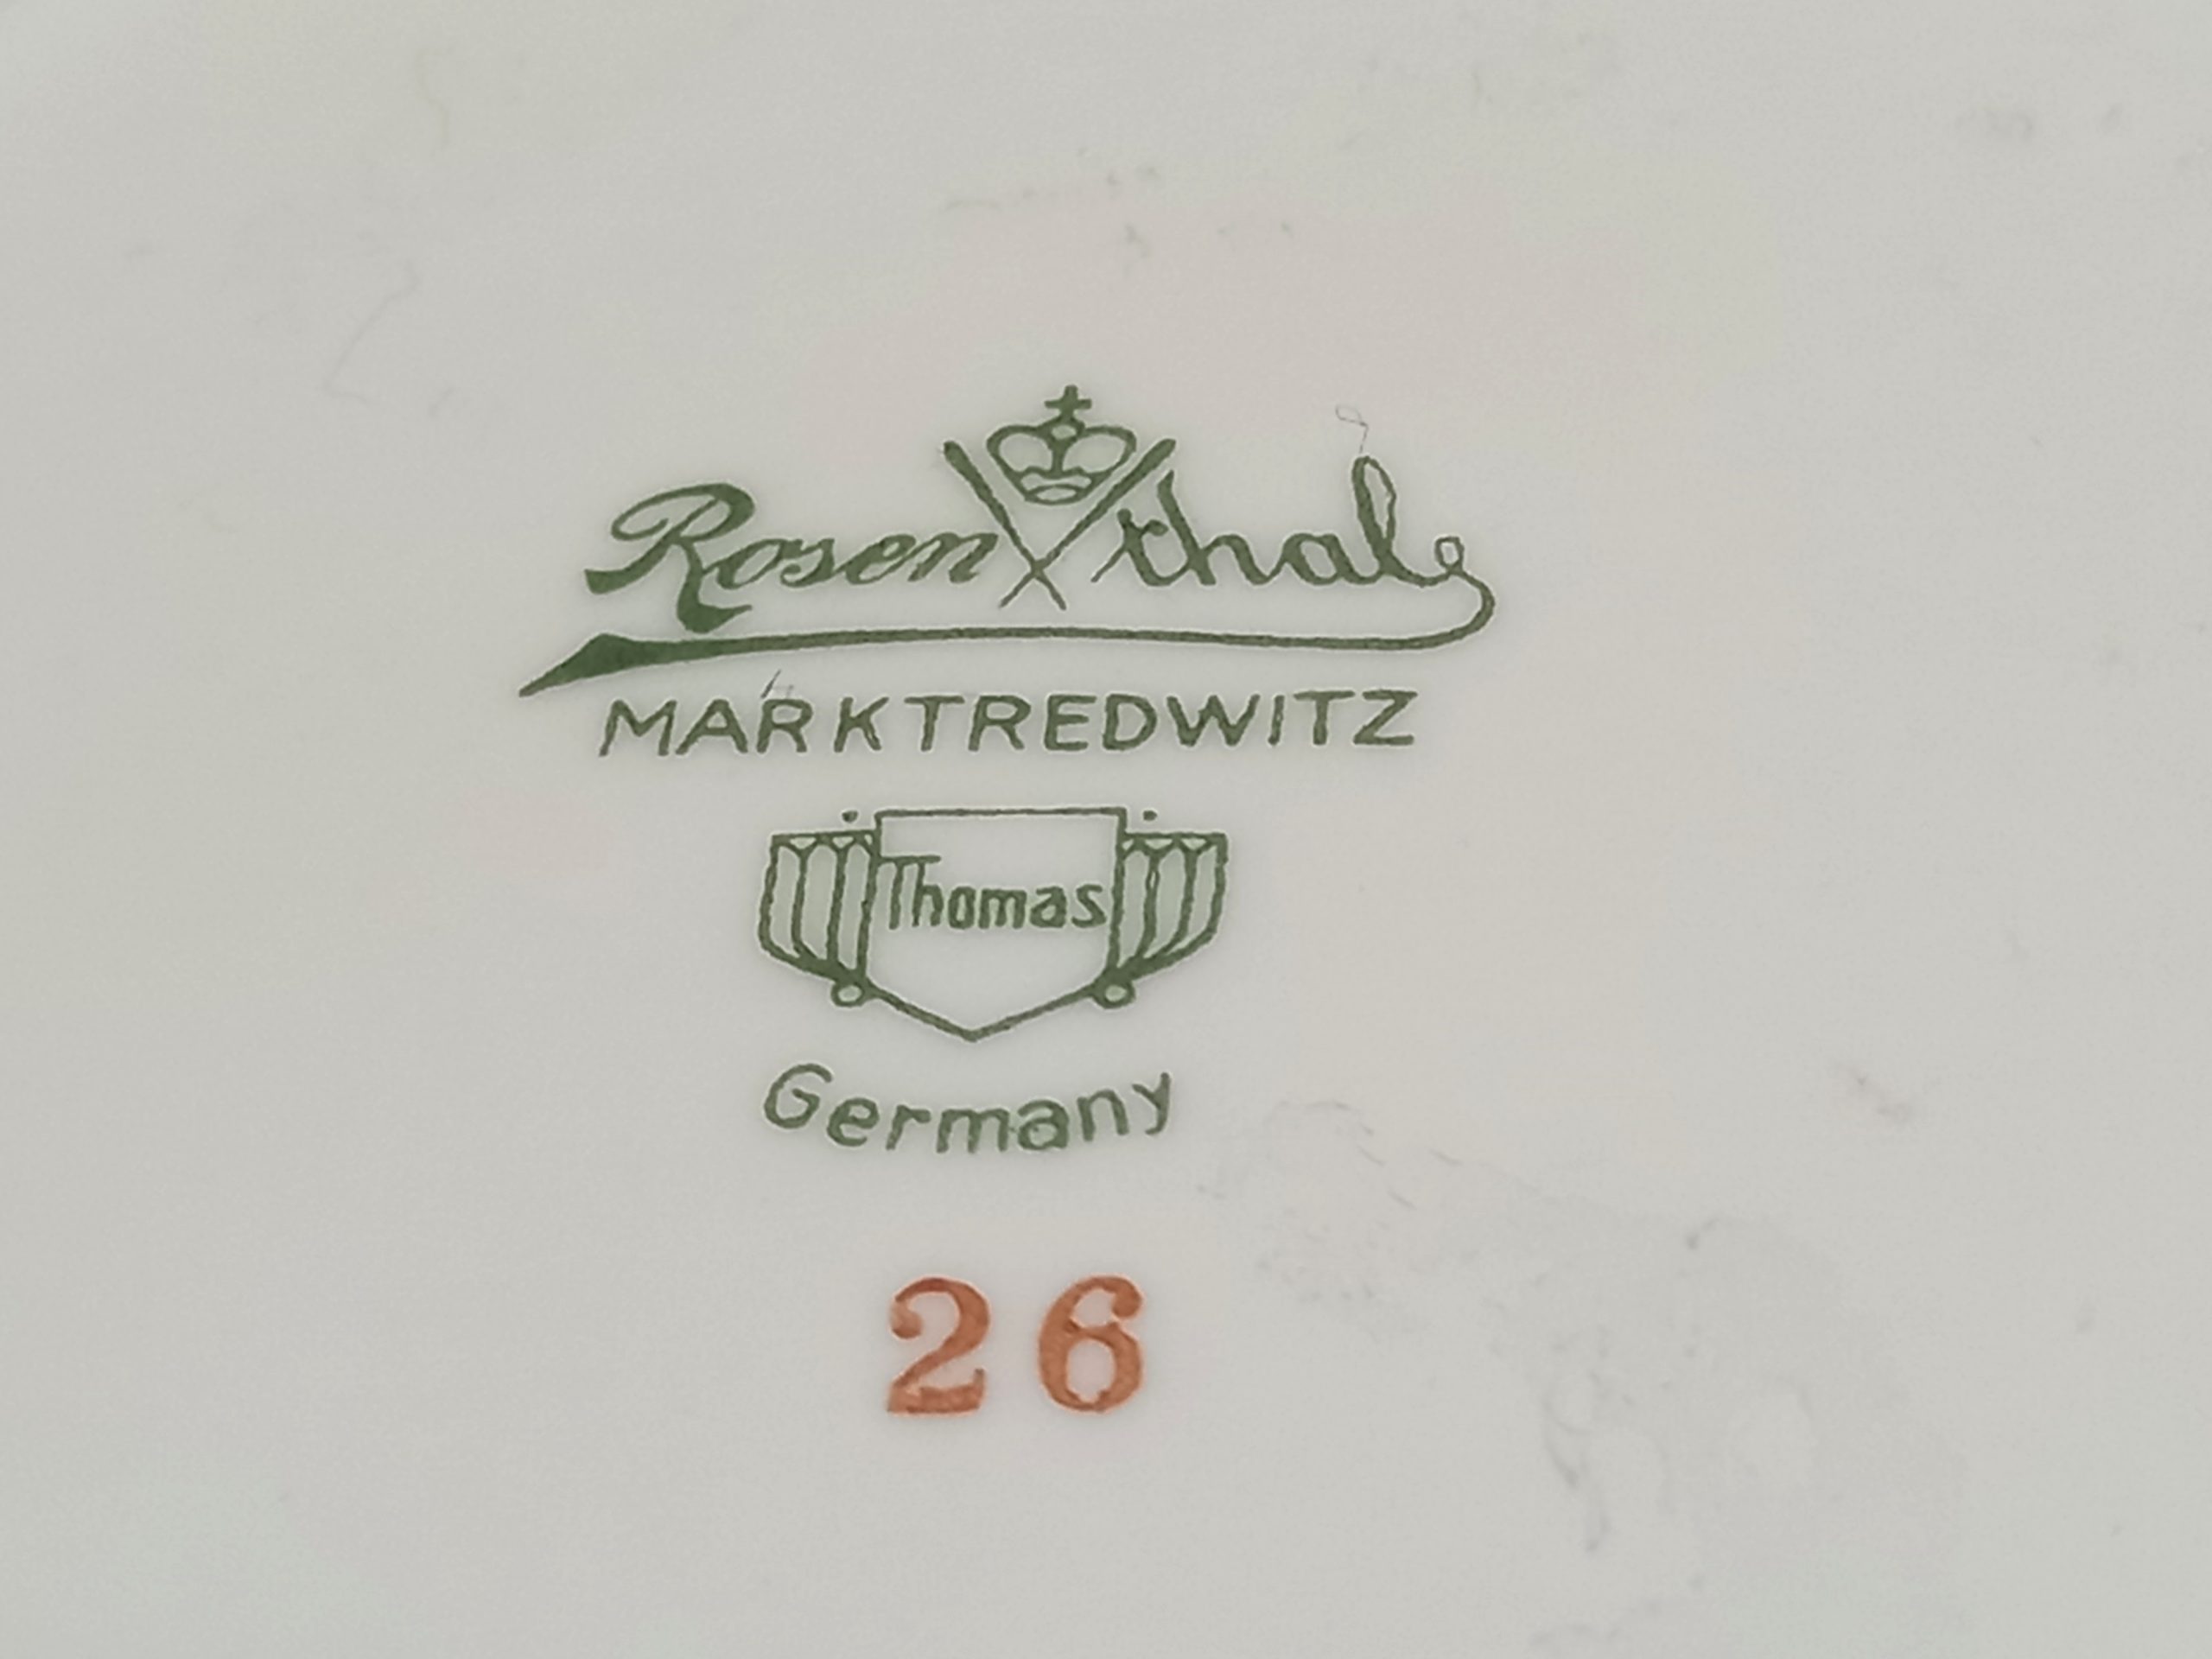 Rosenthal
MARKTREDWITZ
Thomas
Germany
26